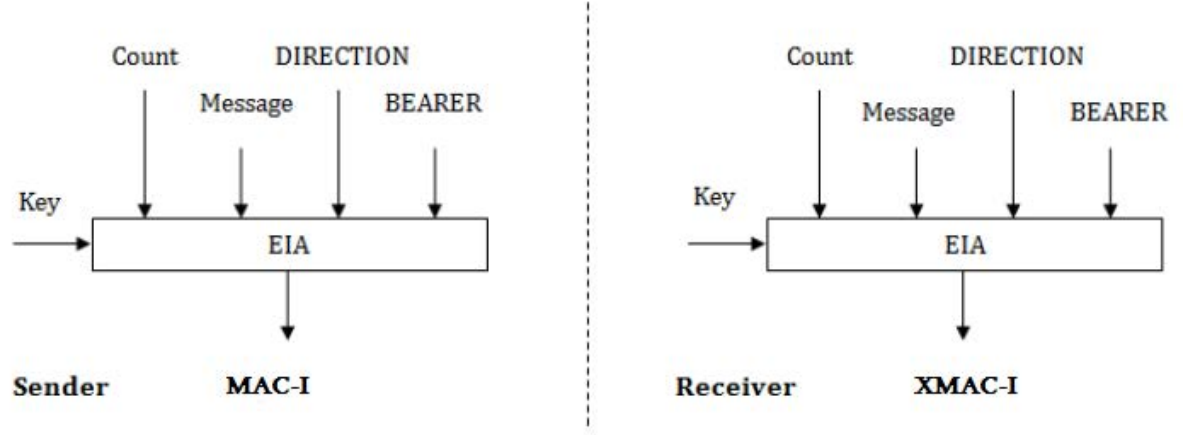 Count DIRECTION
Message BEARER
Key
EIA
Sender MAC-I
Count DIRECTION
Message BEARER
Key
EIA
Receiver XMAC-I